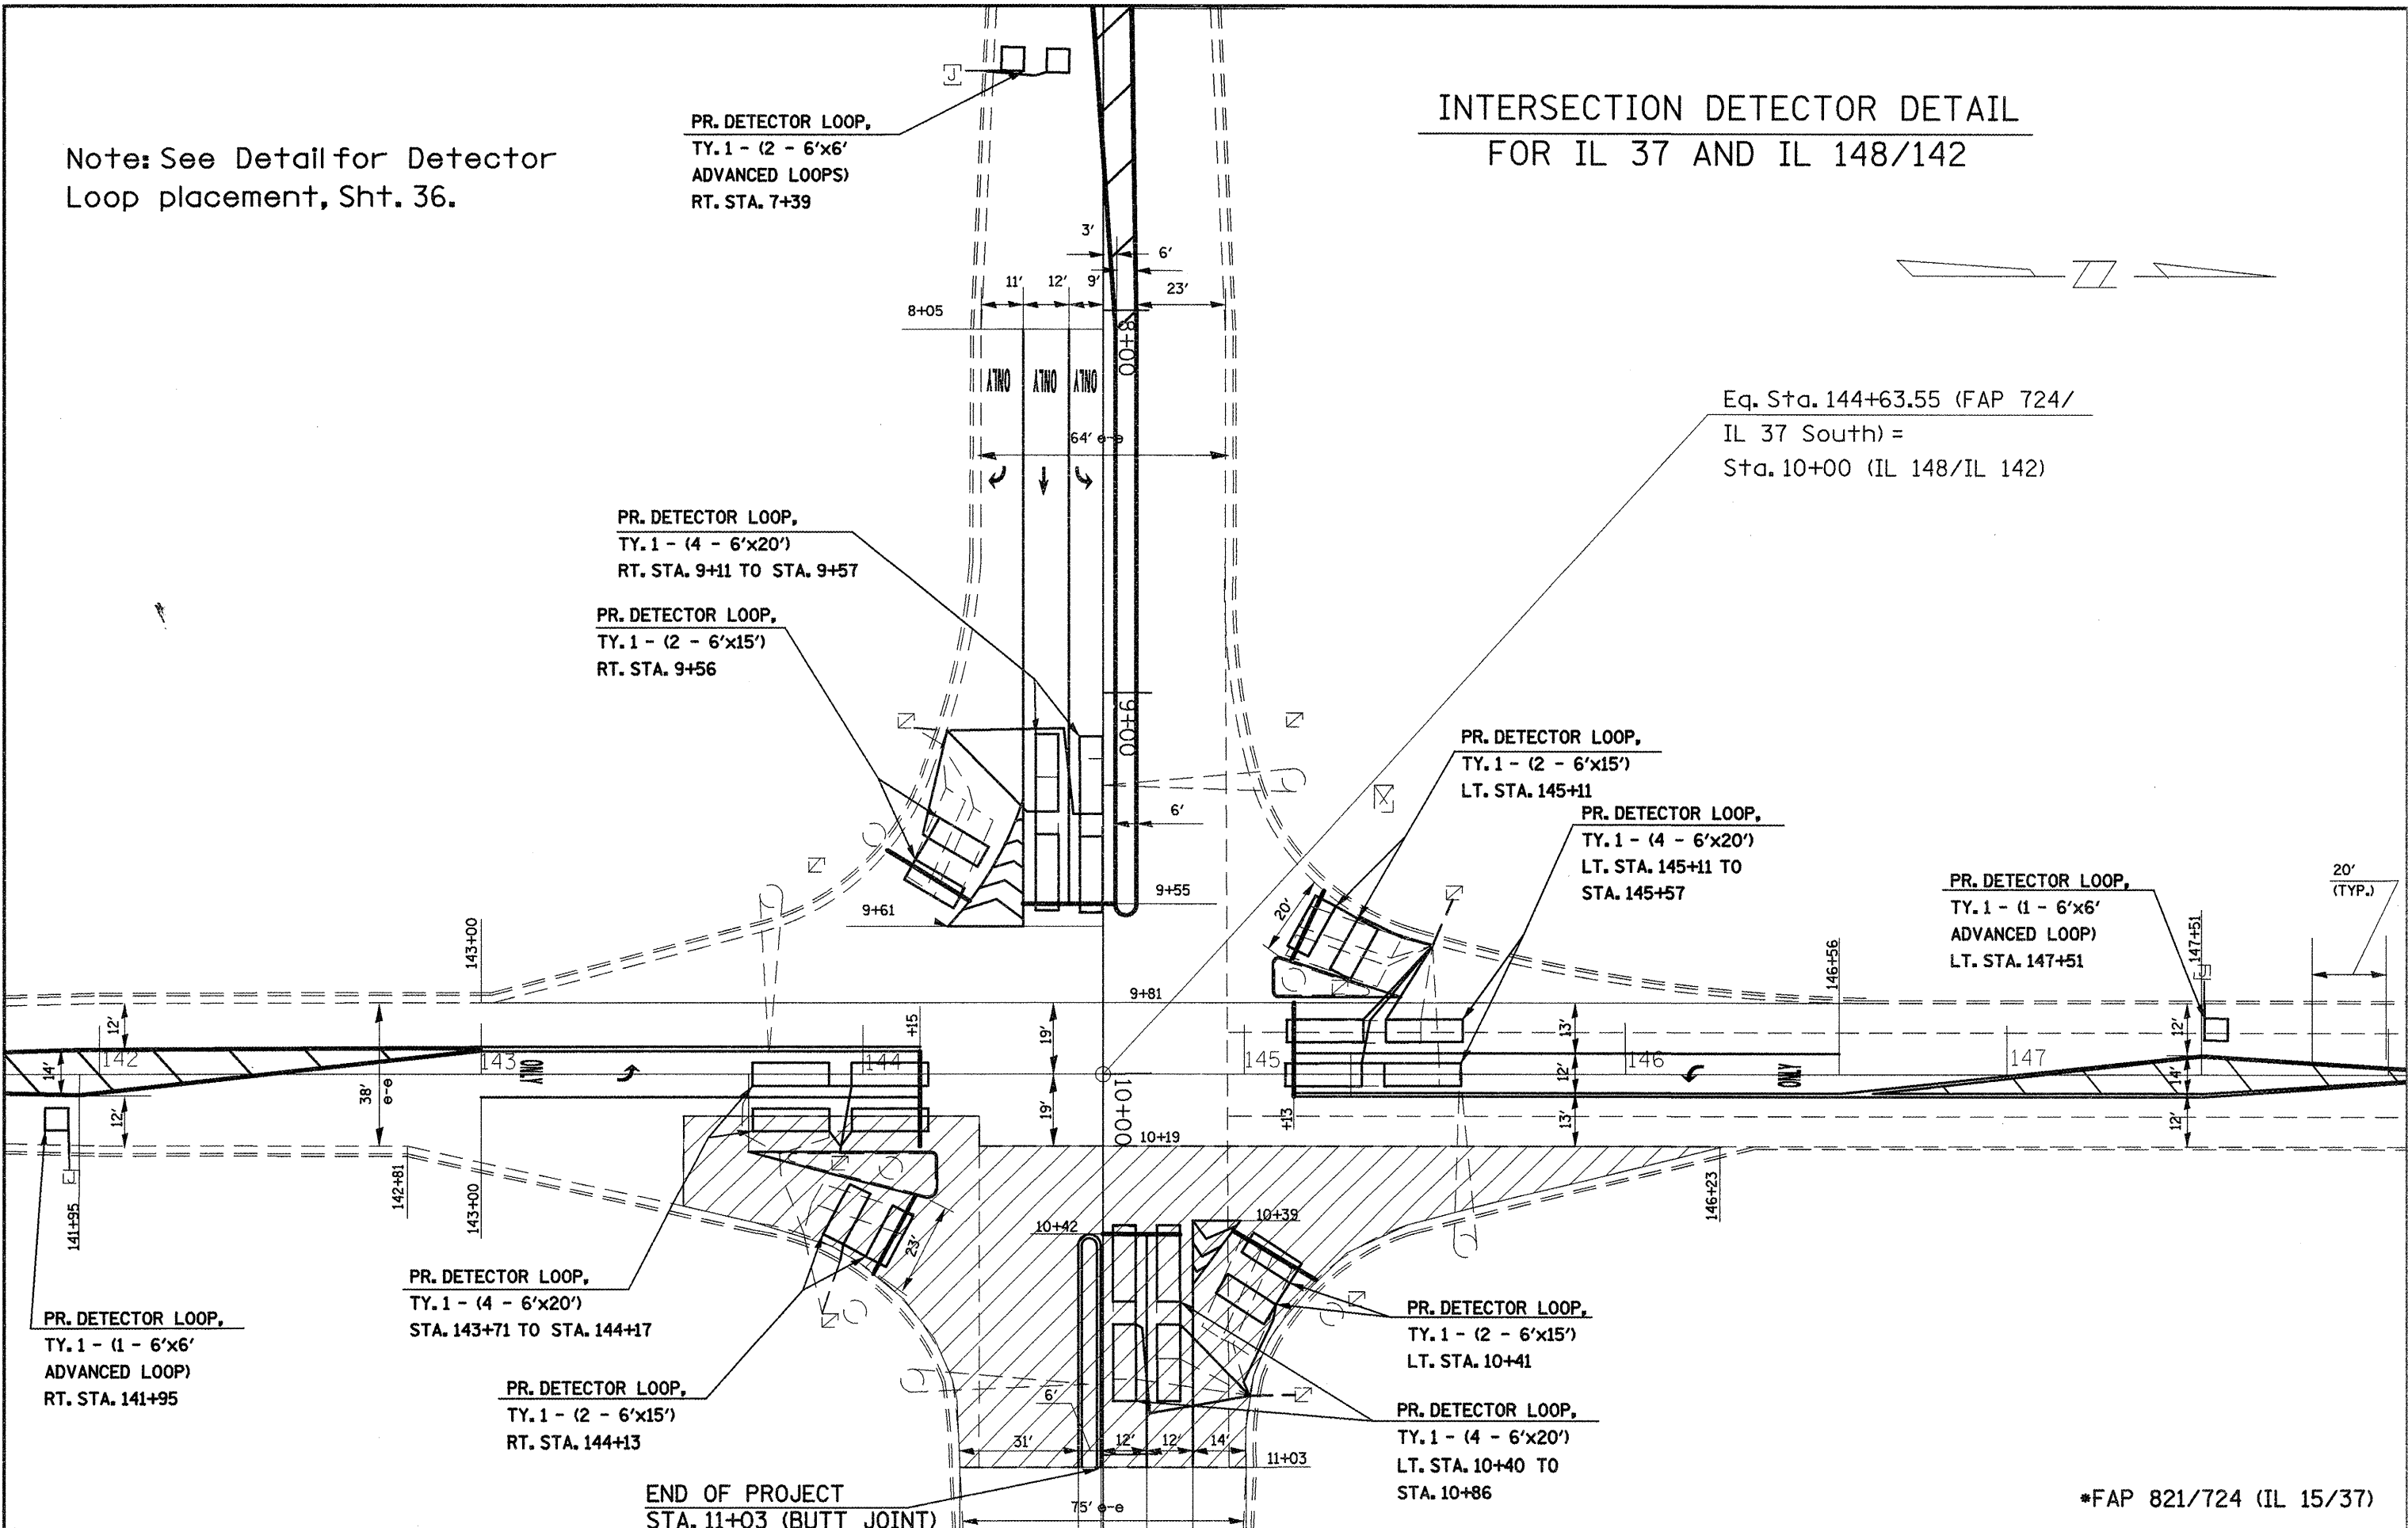 INTERSECTION DETECTOR DETAIL
FOR IL 37 AND IL 148/142
Note: See Detail for Detector
Loop placement, Sht. 36.
PR. DETECTOR LOOP,
TY. 1 - (2 - 6'x6'
ADVANCED LOOPS)
RT. STA. 7+39
J
3'
6'
11'
12'
9'
23'
8+05
8+00
ONLY
ONLY
ONLY
64' e-e
Eq. Sta. 144+63.55 (FAP 724/
IL 37 South) =
Sta. 10+00 (IL 148/IL 142)
PR. DETECTOR LOOP,
TY. 1 - (4 - 6'x20')
RT. STA. 9+11 TO STA. 9+57
PR. DETECTOR LOOP,
TY. 1 - (2 - 6'x15')
RT. STA. 9+56
9+00
6'
9+55
9+61
PR. DETECTOR LOOP,
TY. 1 - (2 - 6'x15')
LT. STA. 145+11
PR. DETECTOR LOOP,
TY. 1 - (4 - 6'x20')
LT. STA. 145+11 TO
STA. 145+57
20'
PR. DETECTOR LOOP,
TY. 1 - (1 - 6'x6'
ADVANCED LOOP)
LT. STA. 147+51
20'
(TYP.)
147+51
J
143+00
146+56
9+81
12'
14'
12'
142
38'
e-e
143
ONLY
144
+15
19'
19'
10+00
10+19
145
+13
13'
12'
13'
146
ONLY
147
12'
14'
12'
J
141+95
142+81
143+00
146+23
23'
10+42
10+39
PR. DETECTOR LOOP,
TY. 1 - (1 - 6'x6'
ADVANCED LOOP)
RT. STA. 141+95
PR. DETECTOR LOOP,
TY. 1 - (4 - 6'x20')
STA. 143+71 TO STA. 144+17
PR. DETECTOR LOOP,
TY. 1 - (2 - 6'x15')
RT. STA. 144+13
PR. DETECTOR LOOP,
TY. 1 - (2 - 6'x15')
LT. STA. 10+41
PR. DETECTOR LOOP,
TY. 1 - (4 - 6'x20')
LT. STA. 10+40 TO
STA. 10+86
6'
31'
12'
12'
14'
11+03
75' e-e
END OF PROJECT
STA. 11+03 (BUTT JOINT)
*FAP 821/724 (IL 15/37)